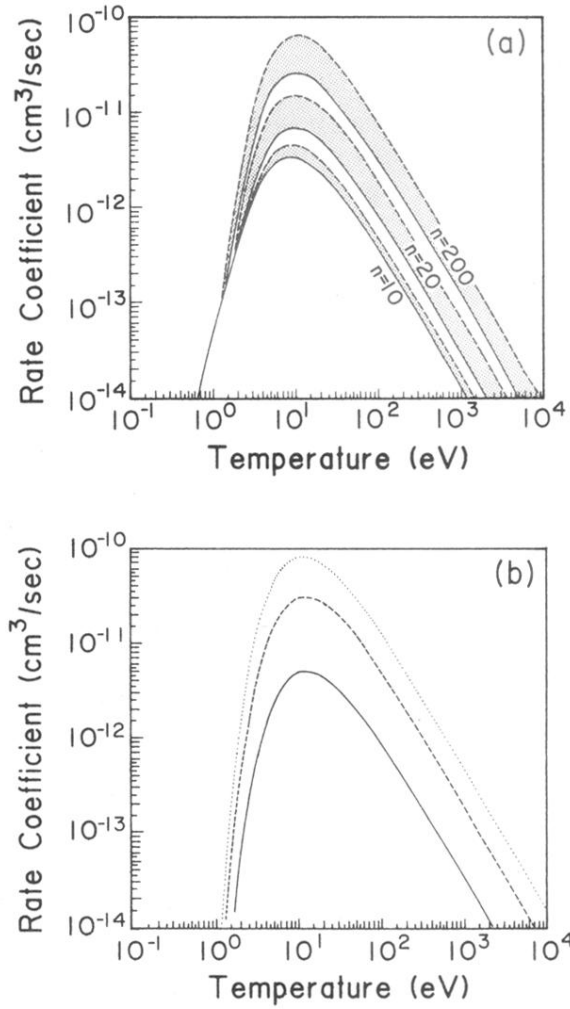 (a)
Rate Coefficient (cm³/sec)
10⁻¹⁰
10⁻¹¹
10⁻¹²
10⁻¹³
10⁻¹⁴
n=200
n=20
n=10
10⁻¹ 10⁰ 10¹ 10² 10³ 10⁴
Temperature (eV)
(b)
Rate Coefficient (cm³/sec)
10⁻¹⁰
10⁻¹¹
10⁻¹²
10⁻¹³
10⁻¹⁴
10⁻¹ 10⁰ 10¹ 10² 10³ 10⁴
Temperature (eV)